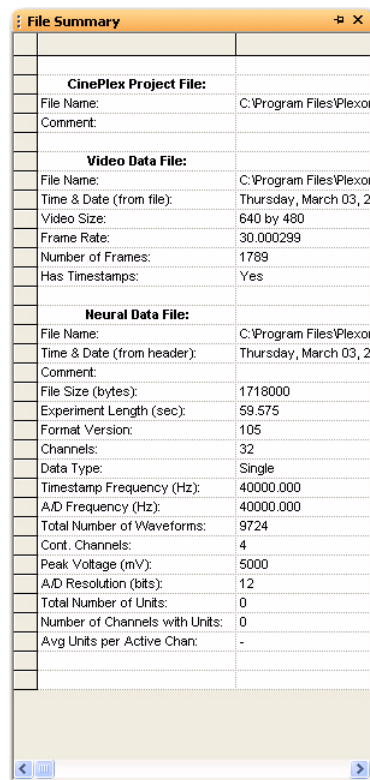 File Summary
CinePlex Project File:
File Name: C:\Program Files\Plexon
Comment:
Video Data File:
File Name: C:\Program Files\Plexon
Time & Date (from file): Thursday, March 03, 2
Video Size: 640 by 480
Frame Rate: 30.000299
Number of Frames: 1789
Has Timestamps: Yes
Neural Data File:
File Name: C:\Program Files\Plexon
Time & Date (from header): Thursday, March 03, 2
Comment:
File Size (bytes): 1718000
Experiment Length (sec): 59.575
Format Version: 105
Channels: 32
Data Type: Single
Timestamp Frequency (Hz): 40000.000
A/D Frequency (Hz): 40000.000
Total Number of Waveforms: 9724
Cont. Channels: 4
Peak Voltage (mV): 5000
A/D Resolution (bits): 12
Total Number of Units: 0
Number of Channels with Units: 0
Avg Units per Active Chan: -